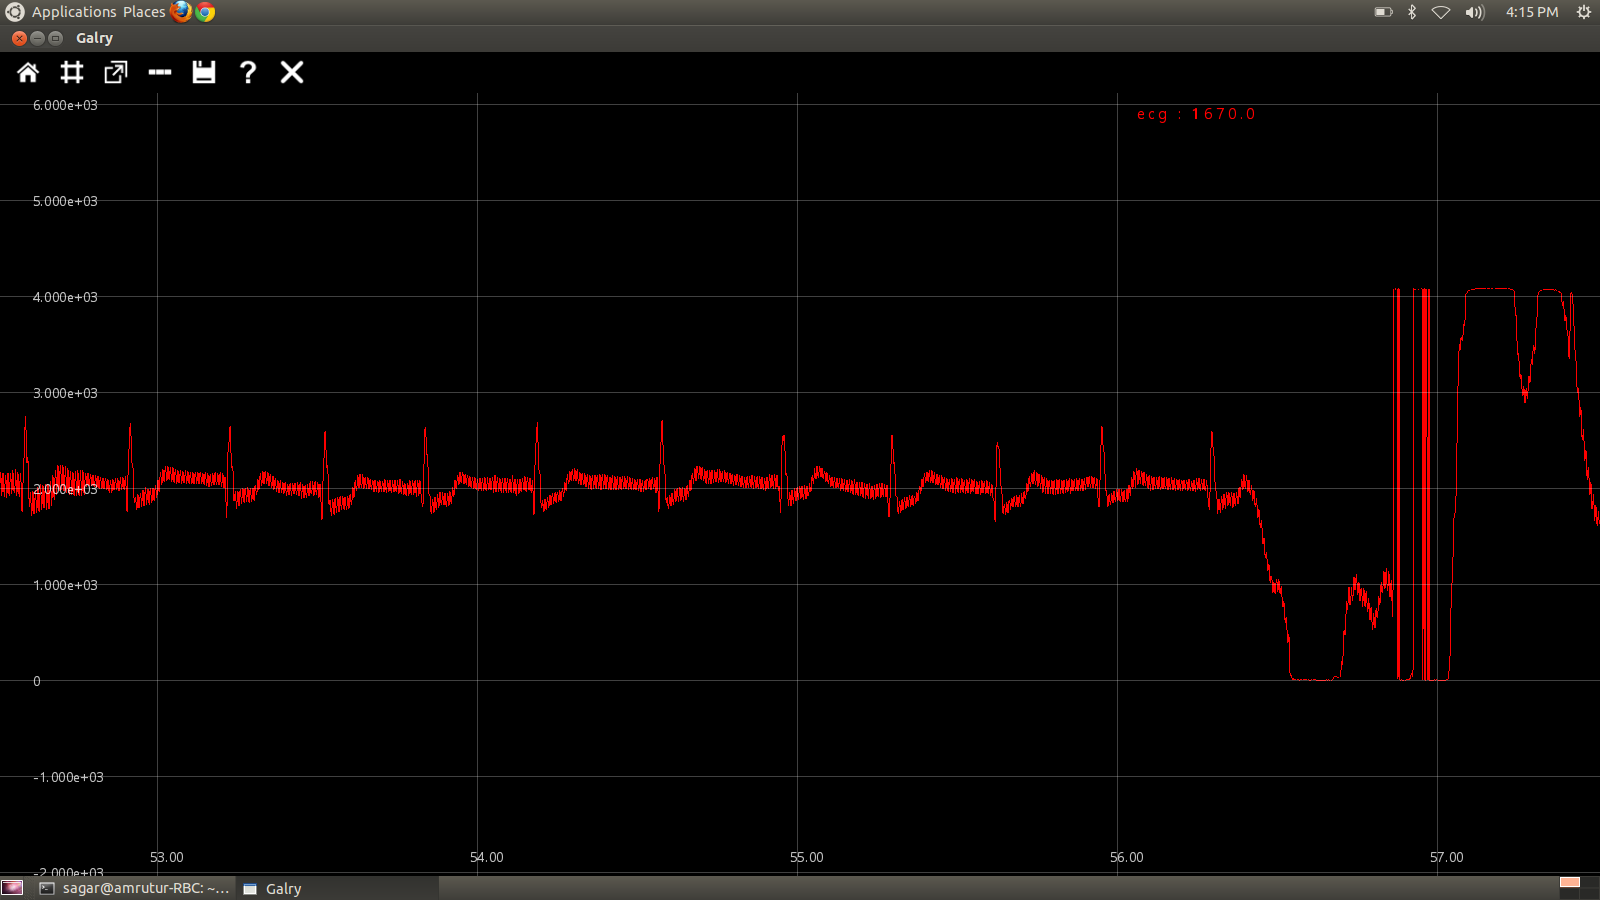 Applications Places 4:15 PM
Galry
?
6.000e+03
ecg : 1670.0
5.000e+03
4.000e+03
3.000e+03
2.000e+03
1.000e+03
0
-1.000e+03
53.00 54.00 55.00 56.00 57.00
-2.000e+03
sagar@amrutur-RBC: ~... Galry